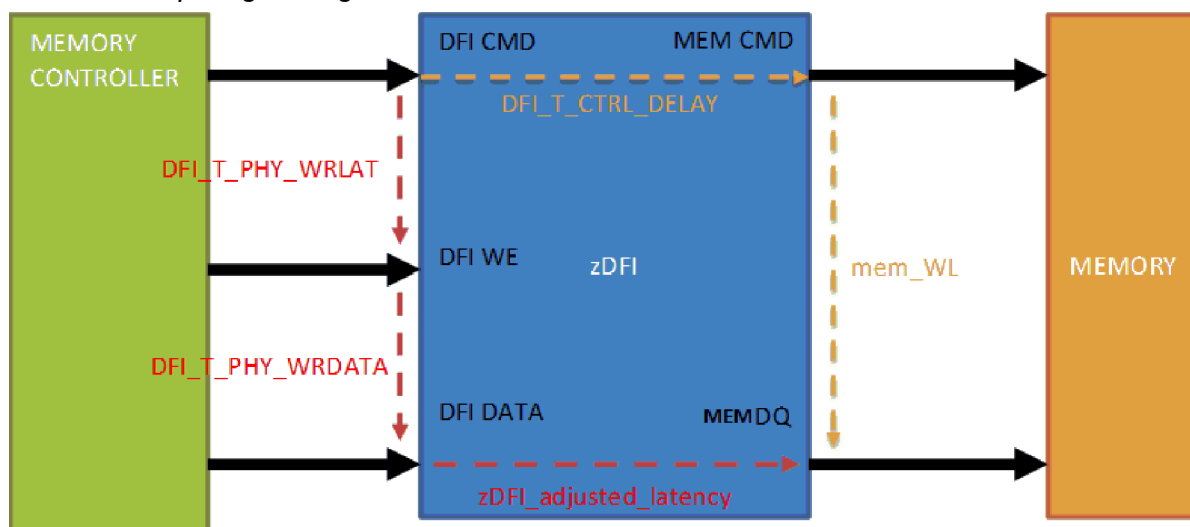 MEMORY
CONTROLLER
DFI CMD
MEM CMD
DFI_T_CTRL_DELAY
DFI_T_PHY_WRLAT
DFI WE
zDFI
mem_WL
MEMORY
DFI_T_PHY_WRDATA
DFI DATA
MEMDQ
zDFI_adjusted_latency